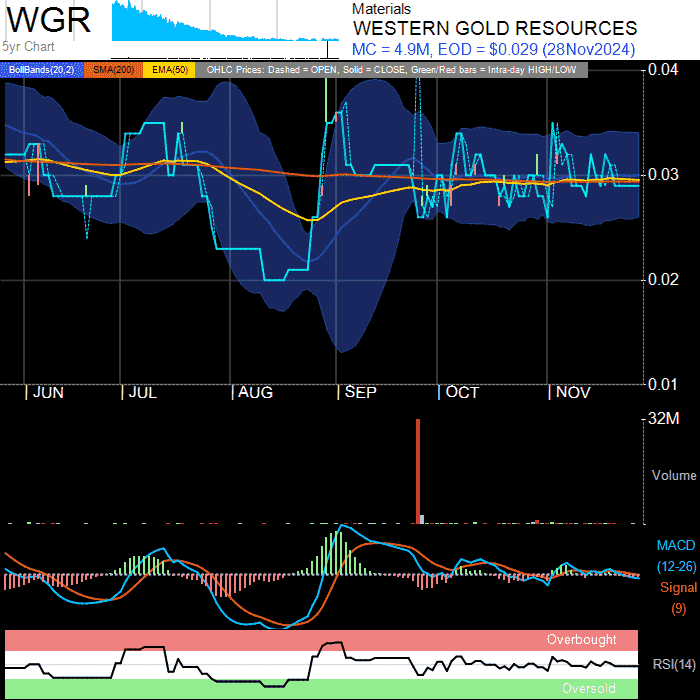 WGR
5yr Chart
Materials
WESTERN GOLD RESOURCES
MC = 4.9M, EOD = $0.029 (28Nov2024)
BollBands(20,2) SMA(200) EMA(50) OHLC Prices: Dashed = OPEN, Solid = CLOSE, Green/Red bars = Intra-day HIGH/LOW
0.04
0.03
0.02
0.01
JUN JUL AUG SEP OCT NOV
32M
Volume
MACD
(12-26)
Signal
(9)
Overbought
RSI(14)
Oversold